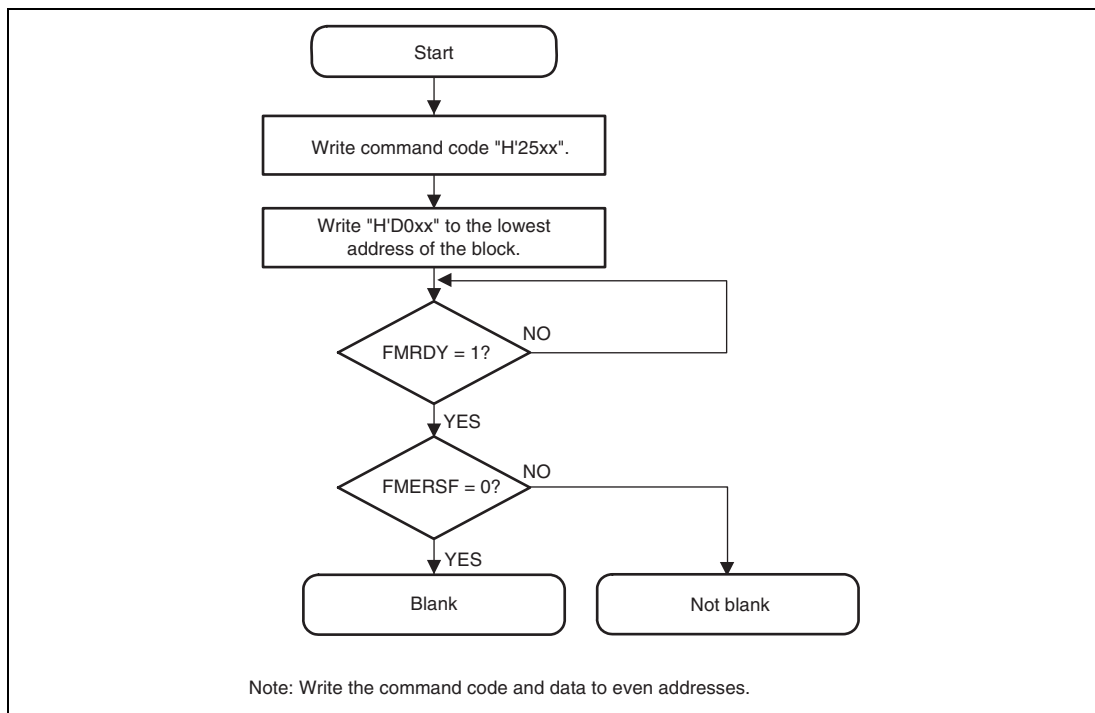 Start
Write command code "H'25xx".
Write "H'D0xx" to the lowest
address of the block.
FMRDY = 1?
NO
YES
FMERSF = 0?
NO
YES
Blank
Not blank
Note: Write the command code and data to even addresses.